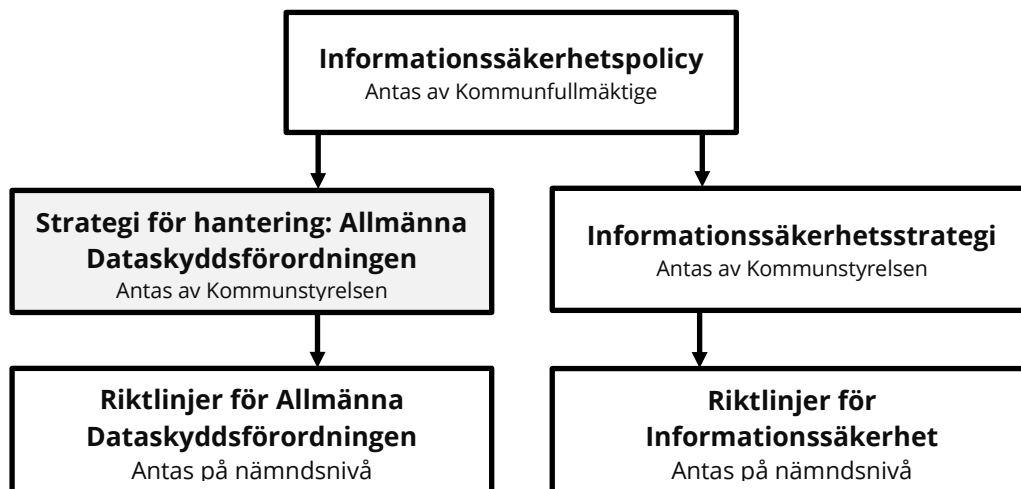 Informationssäkerhetspolicy
Antas av Kommunfullmäktige
Strategi för hantering: Allmänna
Dataskyddsförordningen
Antas av Kommunstyrelsen
Informationssäkerhetsstrategi
Antas av Kommunstyrelsen
Riktlinjer för Allmänna
Dataskyddsförordningen
Antas på nämndsnivå
Riktlinjer för
Informationssäkerhet
Antas på nämndsnivå